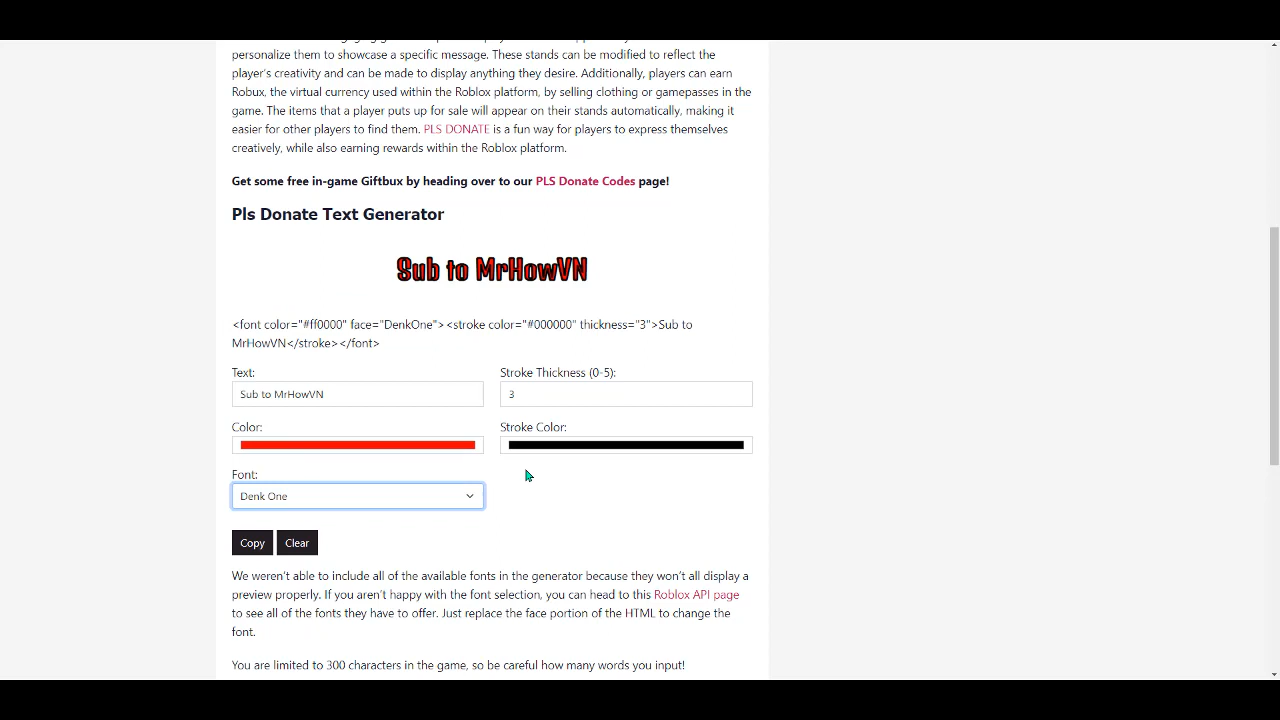 personalize them to showcase a specific message. These stands can be modified to reflect the
player's creativity and can be made to display anything they desire. Additionally, players can earn
Robux, the virtual currency used within the Roblox platform, by selling clothing or gamepasses in the
game. The items that a player puts up for sale will appear on their stands automatically, making it
easier for other players to find them. PLS DONATE is a fun way for players to express themselves
creatively, while also earning rewards within the Roblox platform.
Get some free in-game Giftbux by heading over to our PLS Donate Codes page!
Pls Donate Text Generator
Sub to MrHowVN
<font color="#ff0000" face="DenkOne"><stroke color="#000000" thickness="3">Sub to
MrHowVN</stroke></font>
Text:
Stroke Thickness (0-5):
Sub to MrHowVN
3
Color:
Stroke Color:
Font:
Denk One
Copy
Clear
We weren't able to include all of the available fonts in the generator because they won't all display a
preview properly. If you aren't happy with the font selection, you can head to this Roblox API page
to see all of the fonts they have to offer. Just replace the face portion of the HTML to change the
font.
You are limited to 300 characters in the game, so be careful how many words you input!